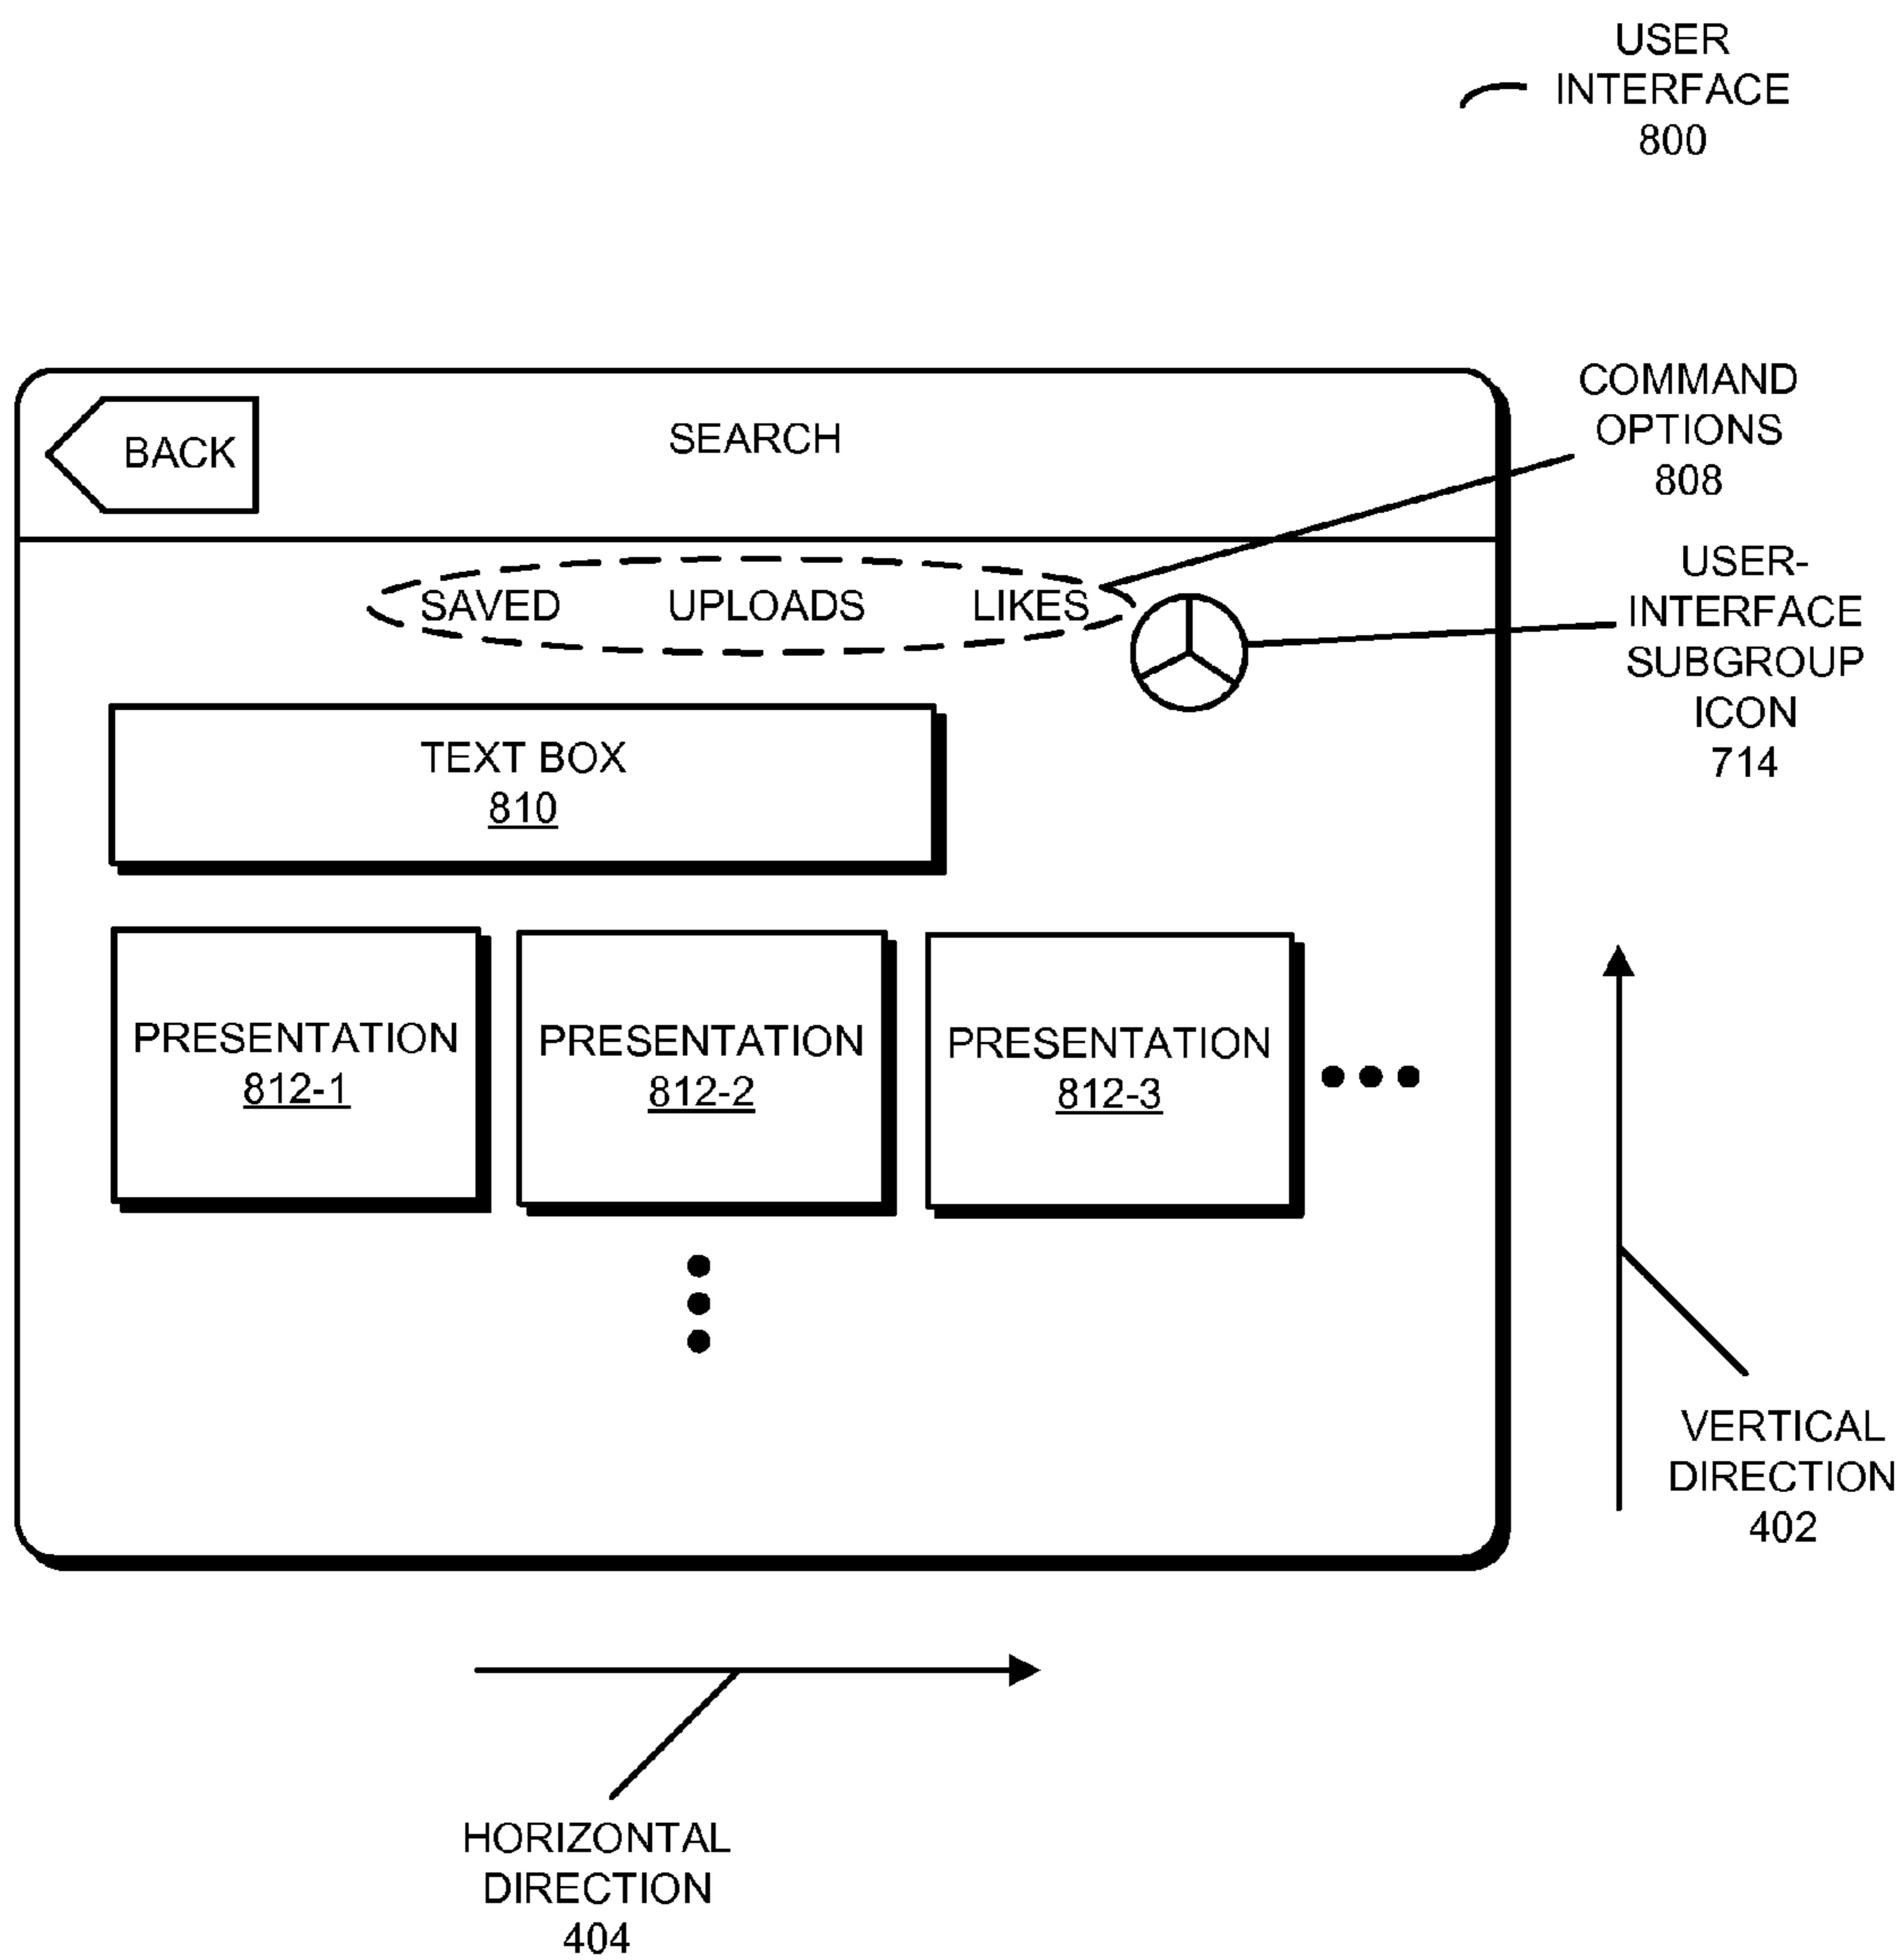 USER
INTERFACE
800
BACK
SEARCH
COMMAND
OPTIONS
808
SAVED UPLOADS LIKES
USER-
INTERFACE
SUBGROUP
ICON
714
TEXT BOX
810
PRESENTATION
812-1
PRESENTATION
812-2
PRESENTATION
812-3
VERTICAL
DIRECTION
402
HORIZONTAL
DIRECTION
404